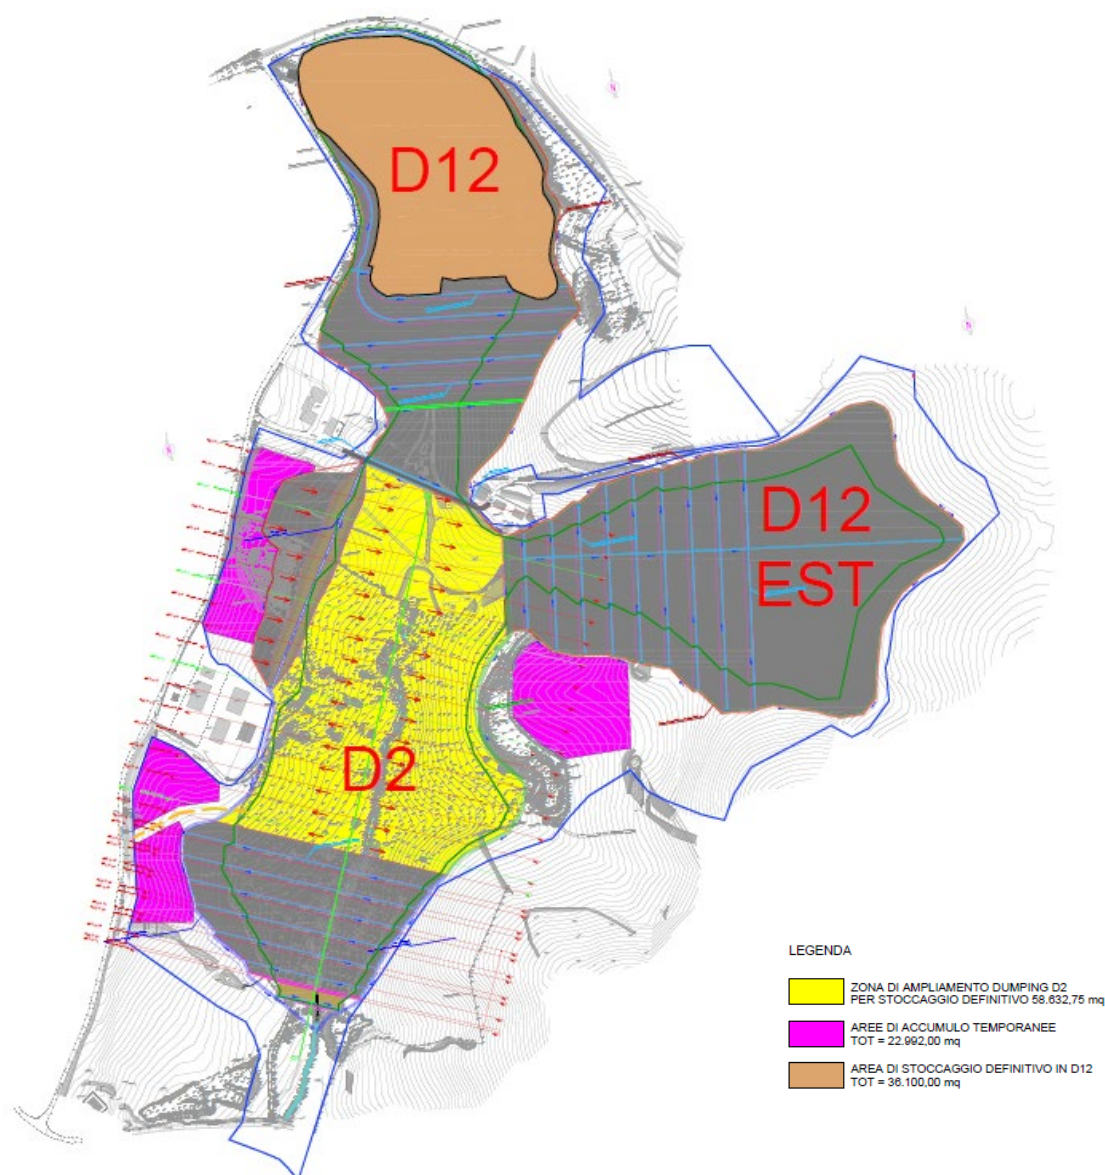 D12
D12
EST
D2
LEGENDA
ZONA DI AMPLIAMENTO DUMPING D2
PER STOCCAGGIO DEFINITIVO 58.632,75 mq
AREE DI ACCUMULO TEMPORANEE
TOT = 22.992,00 mq
AREA DI STOCCAGGIO DEFINITIVO IN D12
TOT = 36.100,00 mq